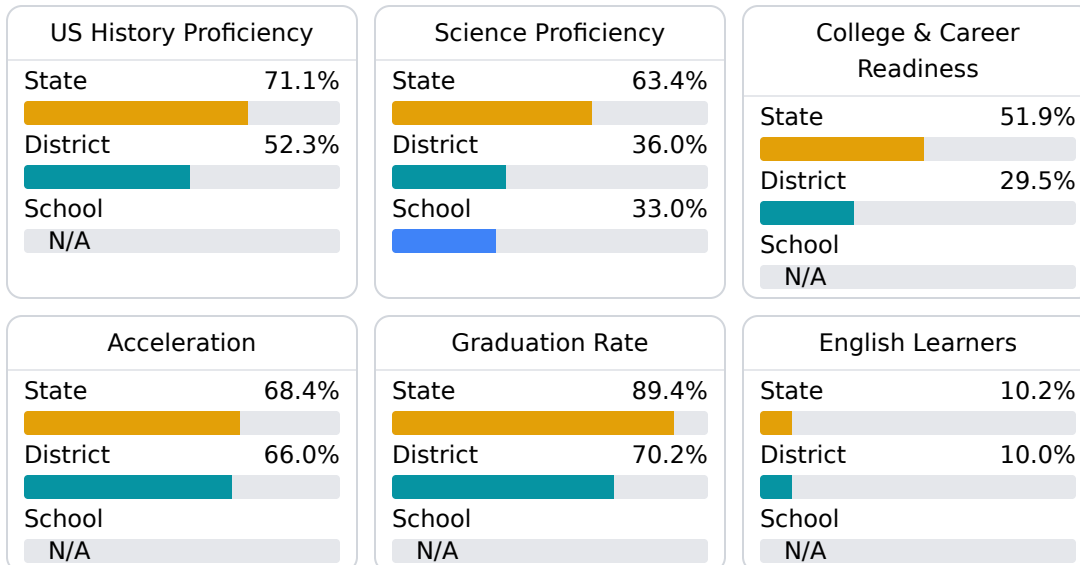 US History Proficiency
State 71.1%
District 52.3%
School
N/A
Science Proficiency
State 63.4%
District 36.0%
School 33.0%
College & Career
Readiness
State 51.9%
District 29.5%
School
N/A
Acceleration
State 68.4%
District 66.0%
School
N/A
Graduation Rate
State 89.4%
District 70.2%
School
N/A
English Learners
State 10.2%
District 10.0%
School
N/A